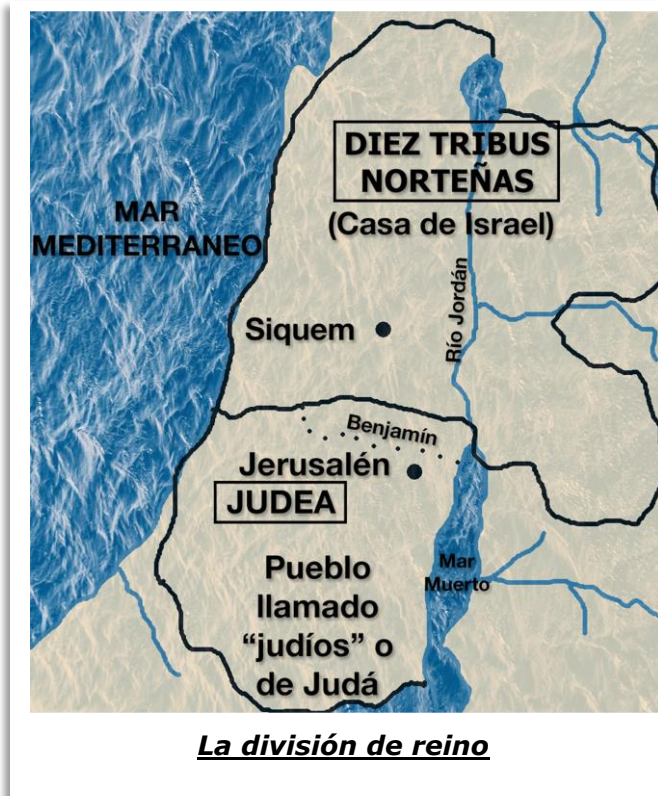 DIEZ TRIBUS
NORTEÑAS
(Casa de Israel)
MAR
MEDITERRANEO
Río Jordán
Siquem
Benjamín
Jerusalén
JUDEA
Mar
Muerto
Pueblo
llamado
“judíos” o
de Judá
La división de reino